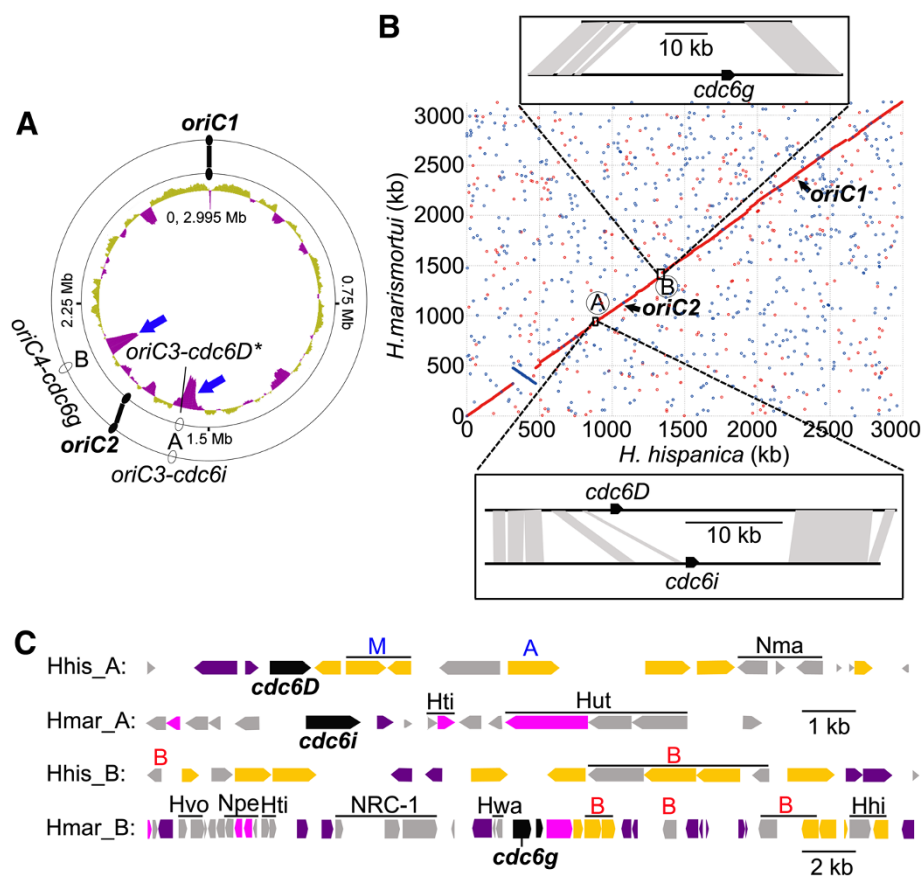 A
oriC1
0, 2.995 Mb
0.75 Mb
2.25 Mb
oriC3-cdc6D*
B
oriC4-cdc6g
oriC2
A
1.5 Mb
oriC3-cdc6i
B
10 kb
cdc6g
H.marismortui (kb)
3000
2500
2000
1500
1000
500
0
oriC1
B
A
oriC2
0 500 1000 1500 2000 2500 3000
H. hispanica (kb)
cdc6D
10 kb
cdc6i
C
M A Nma
Hhis_A:
cdc6D
Hti Hut
Hmar_A:
cdc6i
1 kb
B B
Hhis_B:
Hvo Npe Hti NRC-1 Hwa B B B Hhi
Hmar_B:
cdc6g
2 kb